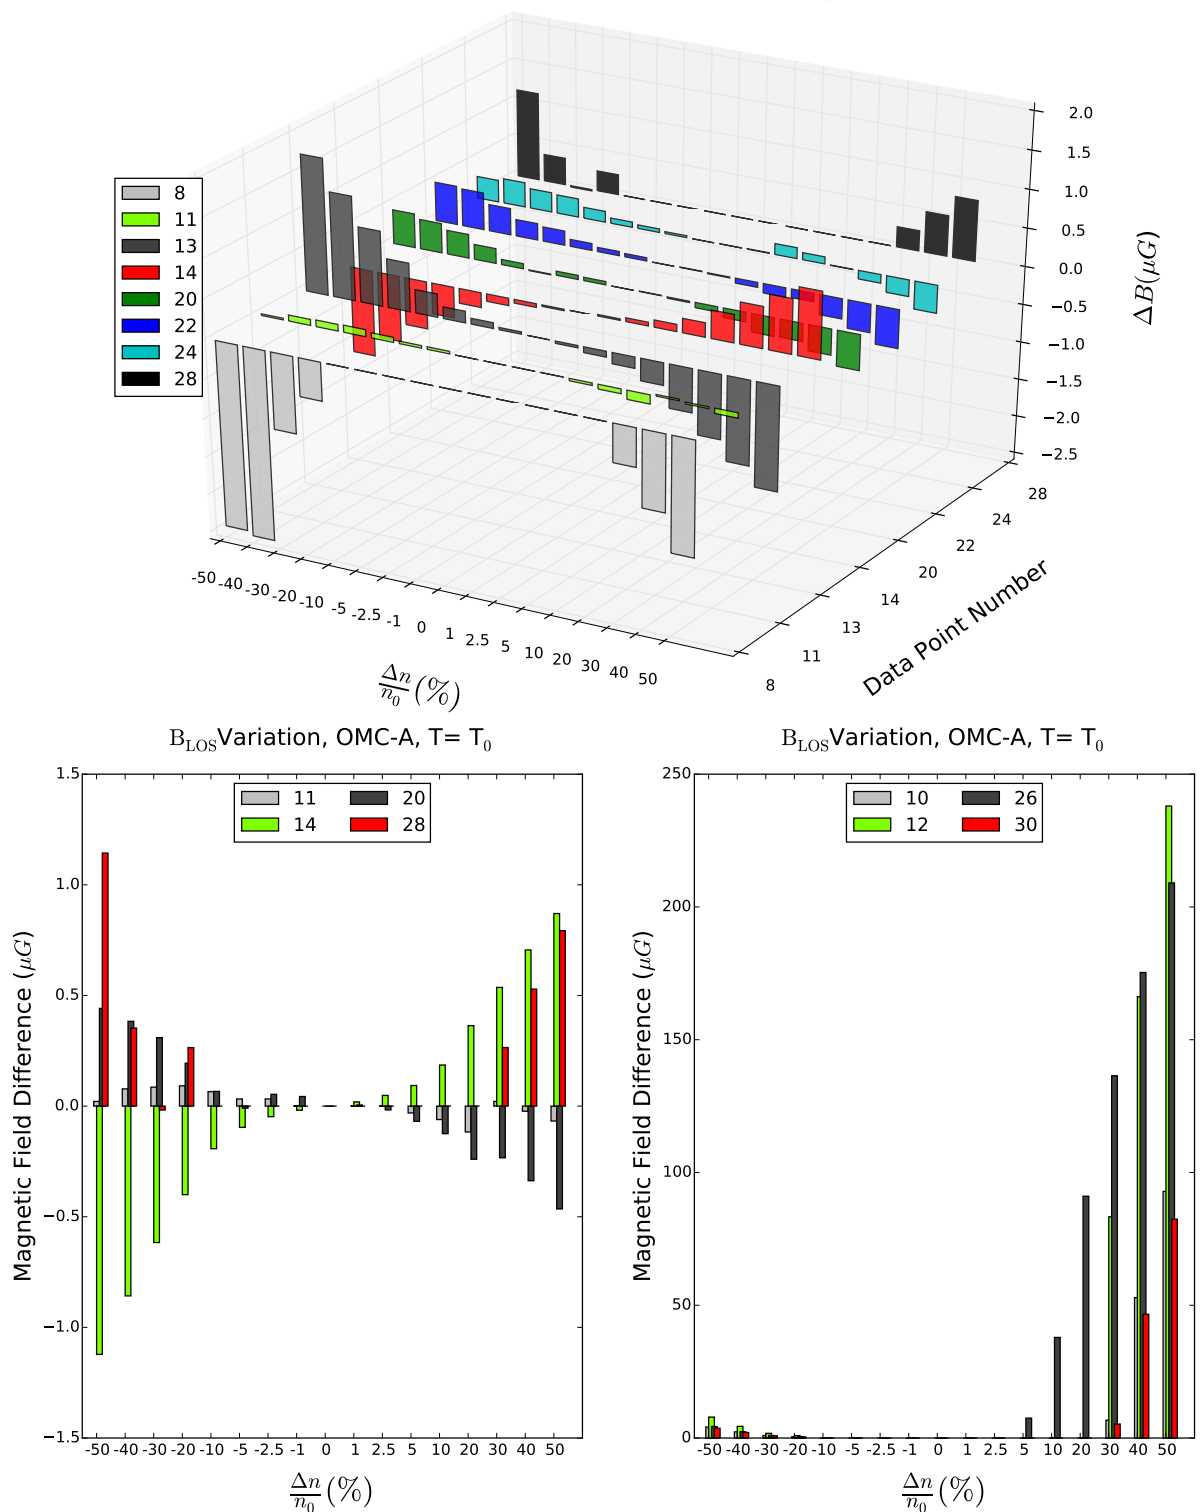 8
11
13
14
20
22
24
28
2.0
1.5
1.0
0.5
0.0
−0.5
−1.0
−1.5
−2.0
−2.5
ΔB(μG)
-50 -40 -30 -20 -10 -5 -2.5 -1 0 1 2.5 5 10 20 30 40 50
Δn/n₀ (%)
8 11 13 14 20 22 24 28
Data Point Number
B_LOS Variation, OMC-A, T= T₀
11 20
14 28
1.5
1.0
0.5
0.0
−0.5
−1.0
−1.5
Magnetic Field Difference (μG)
-50 -40 -30 -20 -10 -5 -2.5 -1 0 1 2.5 5 10 20 30 40 50
Δn/n₀ (%)
B_LOS Variation, OMC-A, T= T₀
10 26
12 30
250
200
150
100
50
0
Magnetic Field Difference (μG)
-50 -40 -30 -20 -10 -5 -2.5 -1 0 1 2.5 5 10 20 30 40 50
Δn/n₀ (%)